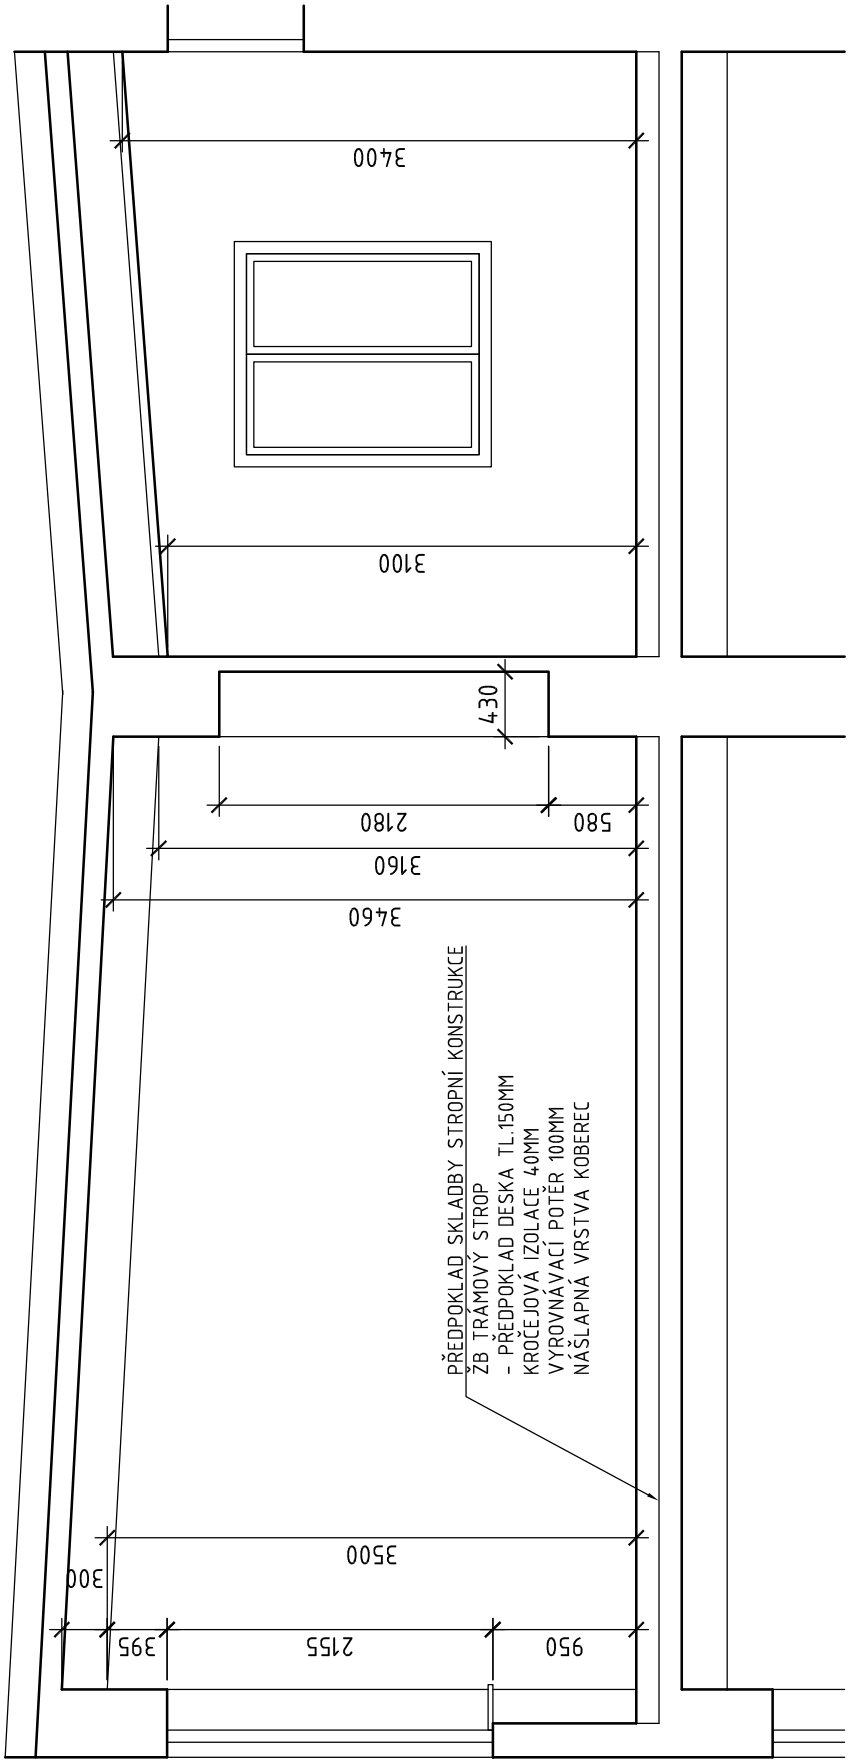 3400
3100
430
2180
580
3160
3460
PŘEDPOKLAD SKLADBY STROPNÍ KONSTRUKCE
ŽB TRÁMOVÝ STROP
- PŘEDPOKLAD DESKA TL.150MM
KROČEJOVÁ IZOLACE 40MM
VYROVNÁVACÍ POTĚR 100MM
NÁŠLAPNÁ VRSTVA KOBEREC
3500
300
395
2155
950